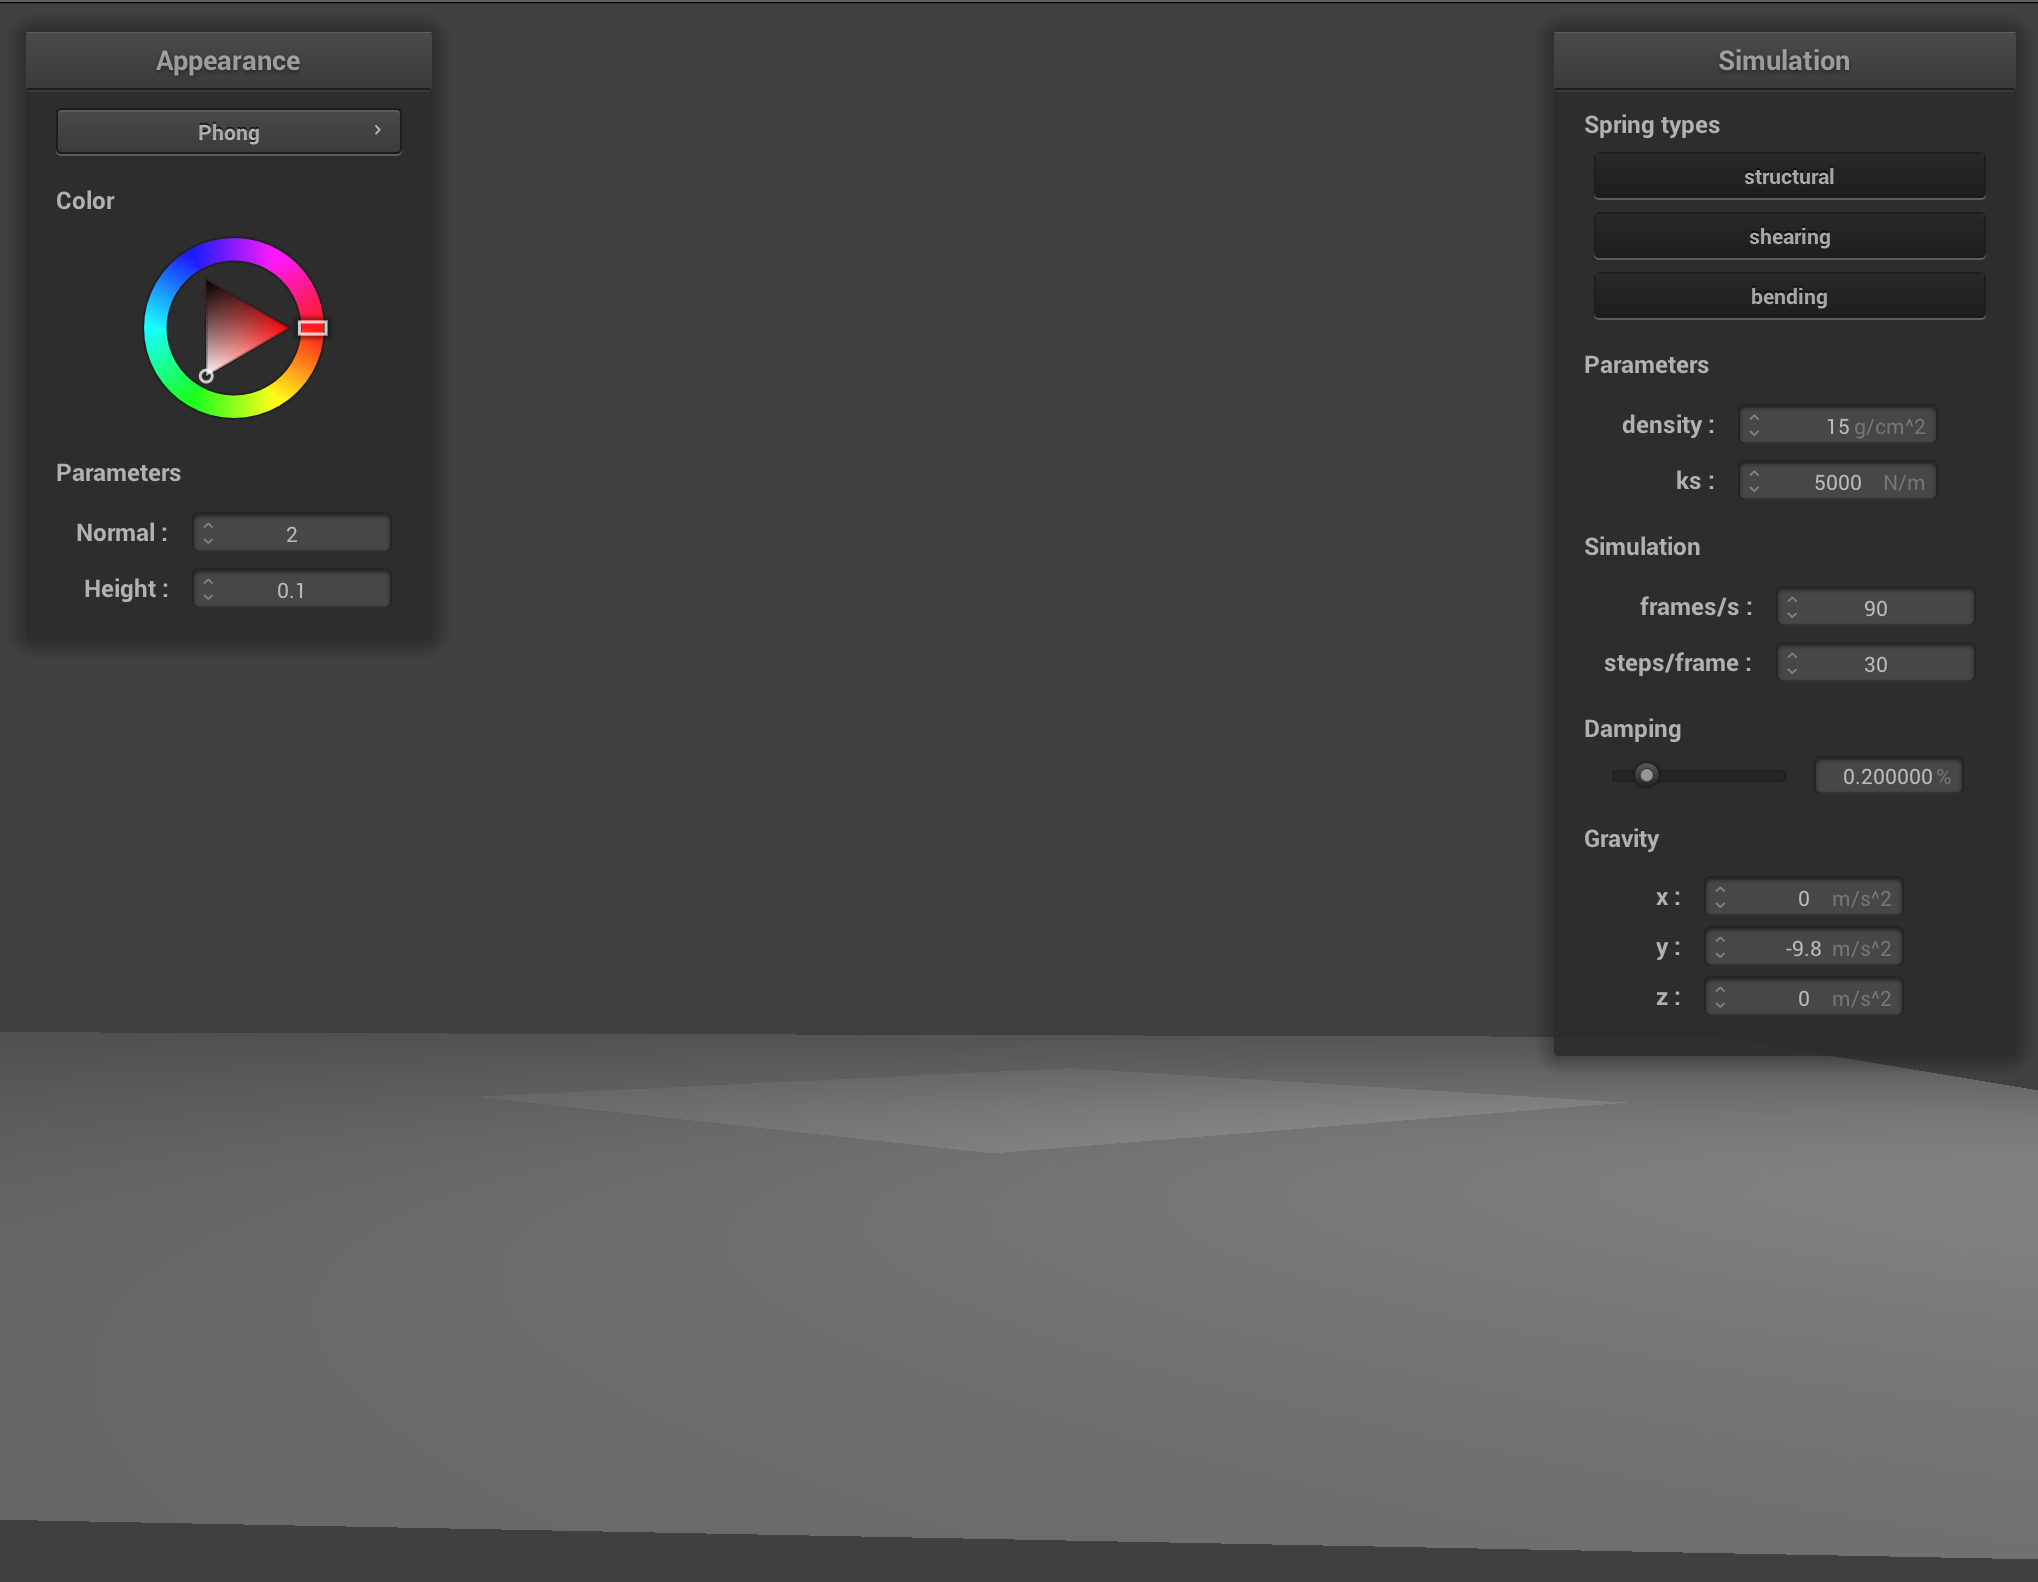 Appearance
Phong
Color
Parameters
Normal : 2
Height : 0.1
Simulation
Spring types
structural
shearing
bending
Parameters
density : 15 g/cm^2
ks : 5000 N/m
Simulation
frames/s : 90
steps/frame : 30
Damping
0.200000 %
Gravity
x : 0 m/s^2
y : -9.8 m/s^2
z : 0 m/s^2